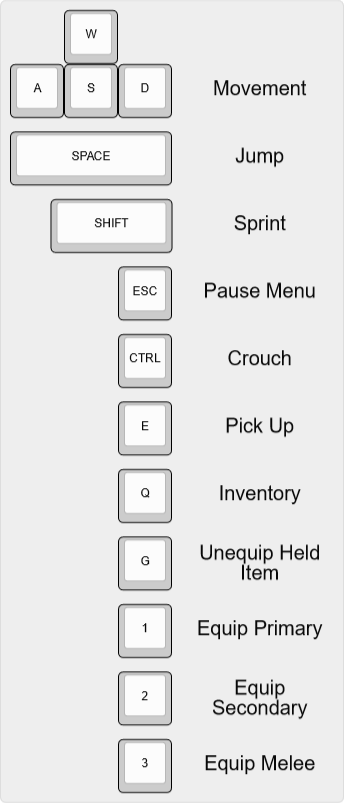 W
A S D Movement
SPACE Jump
SHIFT Sprint
ESC Pause Menu
CTRL Crouch
E Pick Up
Q Inventory
G Unequip Held
Item
1 Equip Primary
2 Equip
Secondary
3 Equip Melee